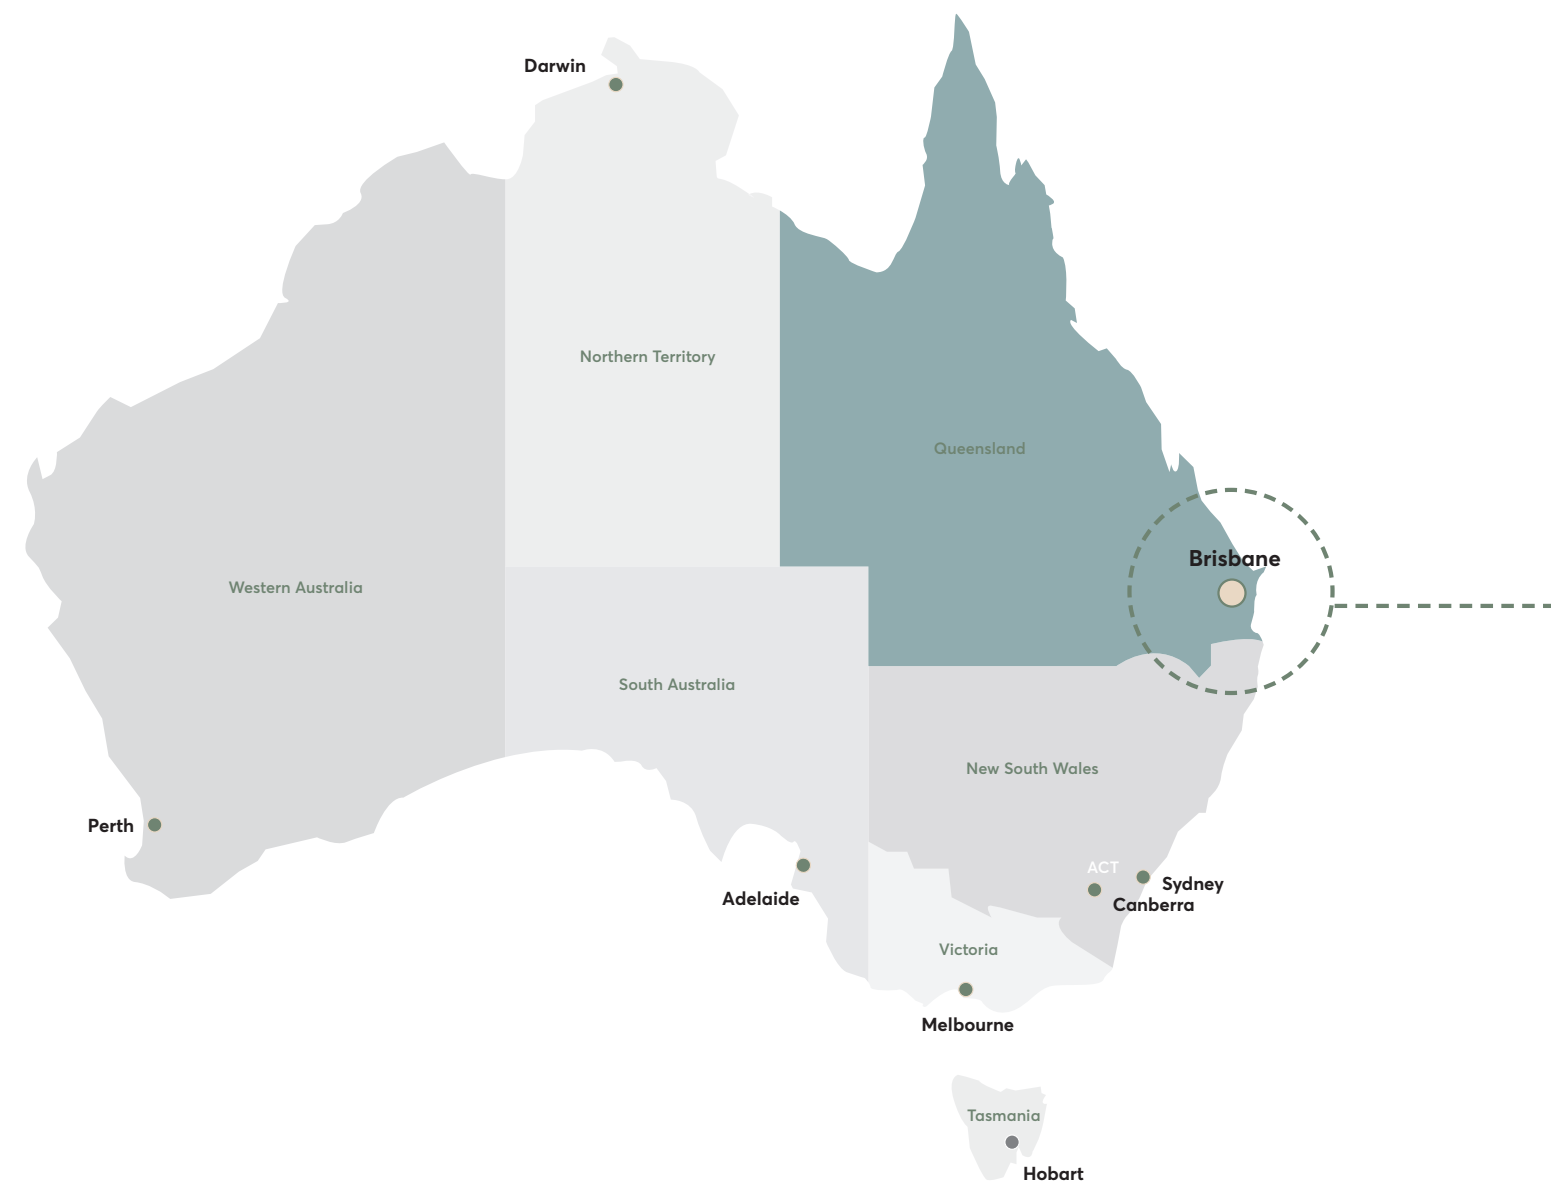 Darwin
Northern Territory
Queensland
Brisbane
Western Australia
South Australia
New South Wales
Perth
ACT
Sydney
Adelaide
Canberra
Victoria
Melbourne
Tasmania
Hobart